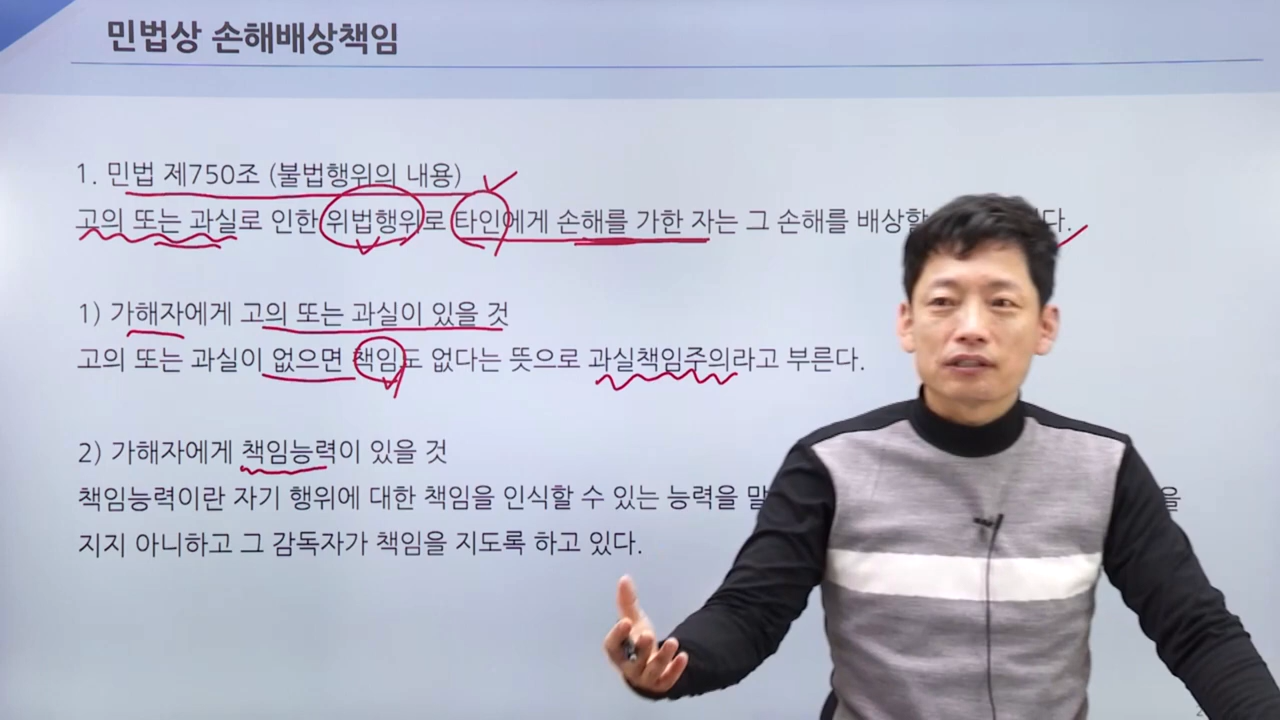 민법상 손해배상책임
1. 민법 제750조 (불법행위의 내용)
고의 또는 과실로 인한 위법행위로 타인에게 손해를 가한 자는 그 손해를 배상할 다.
1) 가해자에게 고의 또는 과실이 있을 것
고의 또는 과실이 없으면 책임도 없다는 뜻으로 과실책임주의라고 부른다.
2) 가해자에게 책임능력이 있을 것
책임능력이란 자기 행위에 대한 책임을 인식할 수 있는 능력을 말 을
지지 아니하고 그 감독자가 책임을 지도록 하고 있다.